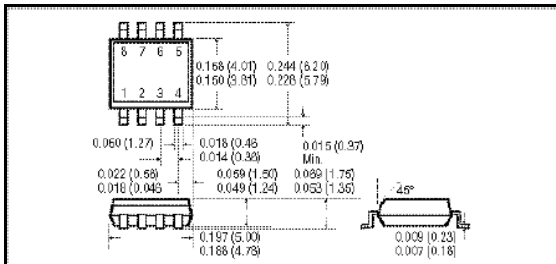 8 7 6 5
0.158 (4.01) 0.244 (6.20)
0.150 (3.81) 0.228 (5.79)
1 2 3 4
0.060 (1.27) 0.018 (0.46 0.015 (0.37)
0.014 (0.36) Min.
0.022 (0.56) 0.059 (1.50) 0.069 (1.75)
0.018 (0.046 0.049 (1.24) 0.053 (1.35)
45°
0.197 (5.00) 0.009 (0.23
0.188 (4.78) 0.007 (0.18)